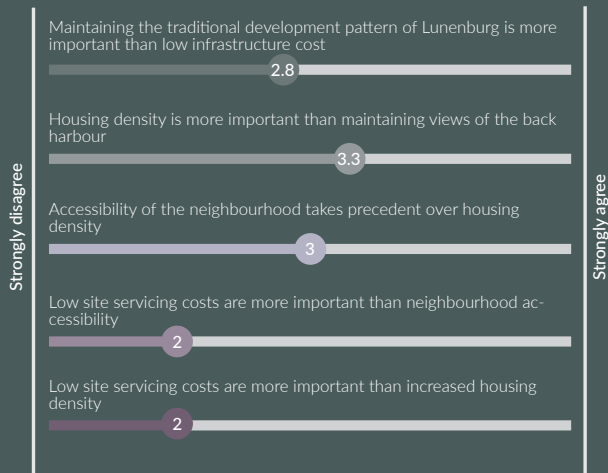 Maintaining the traditional development pattern of Lunenburg is more
important than low infrastructure cost
2.8
Housing density is more important than maintaining views of the back
harbour
3.3
Strongly disagree
Strongly agree
Accessibility of the neighbourhood takes precedent over housing
density
3
Low site servicing costs are more important than neighbourhood ac-
cessibility
2
Low site servicing costs are more important than increased housing
density
2